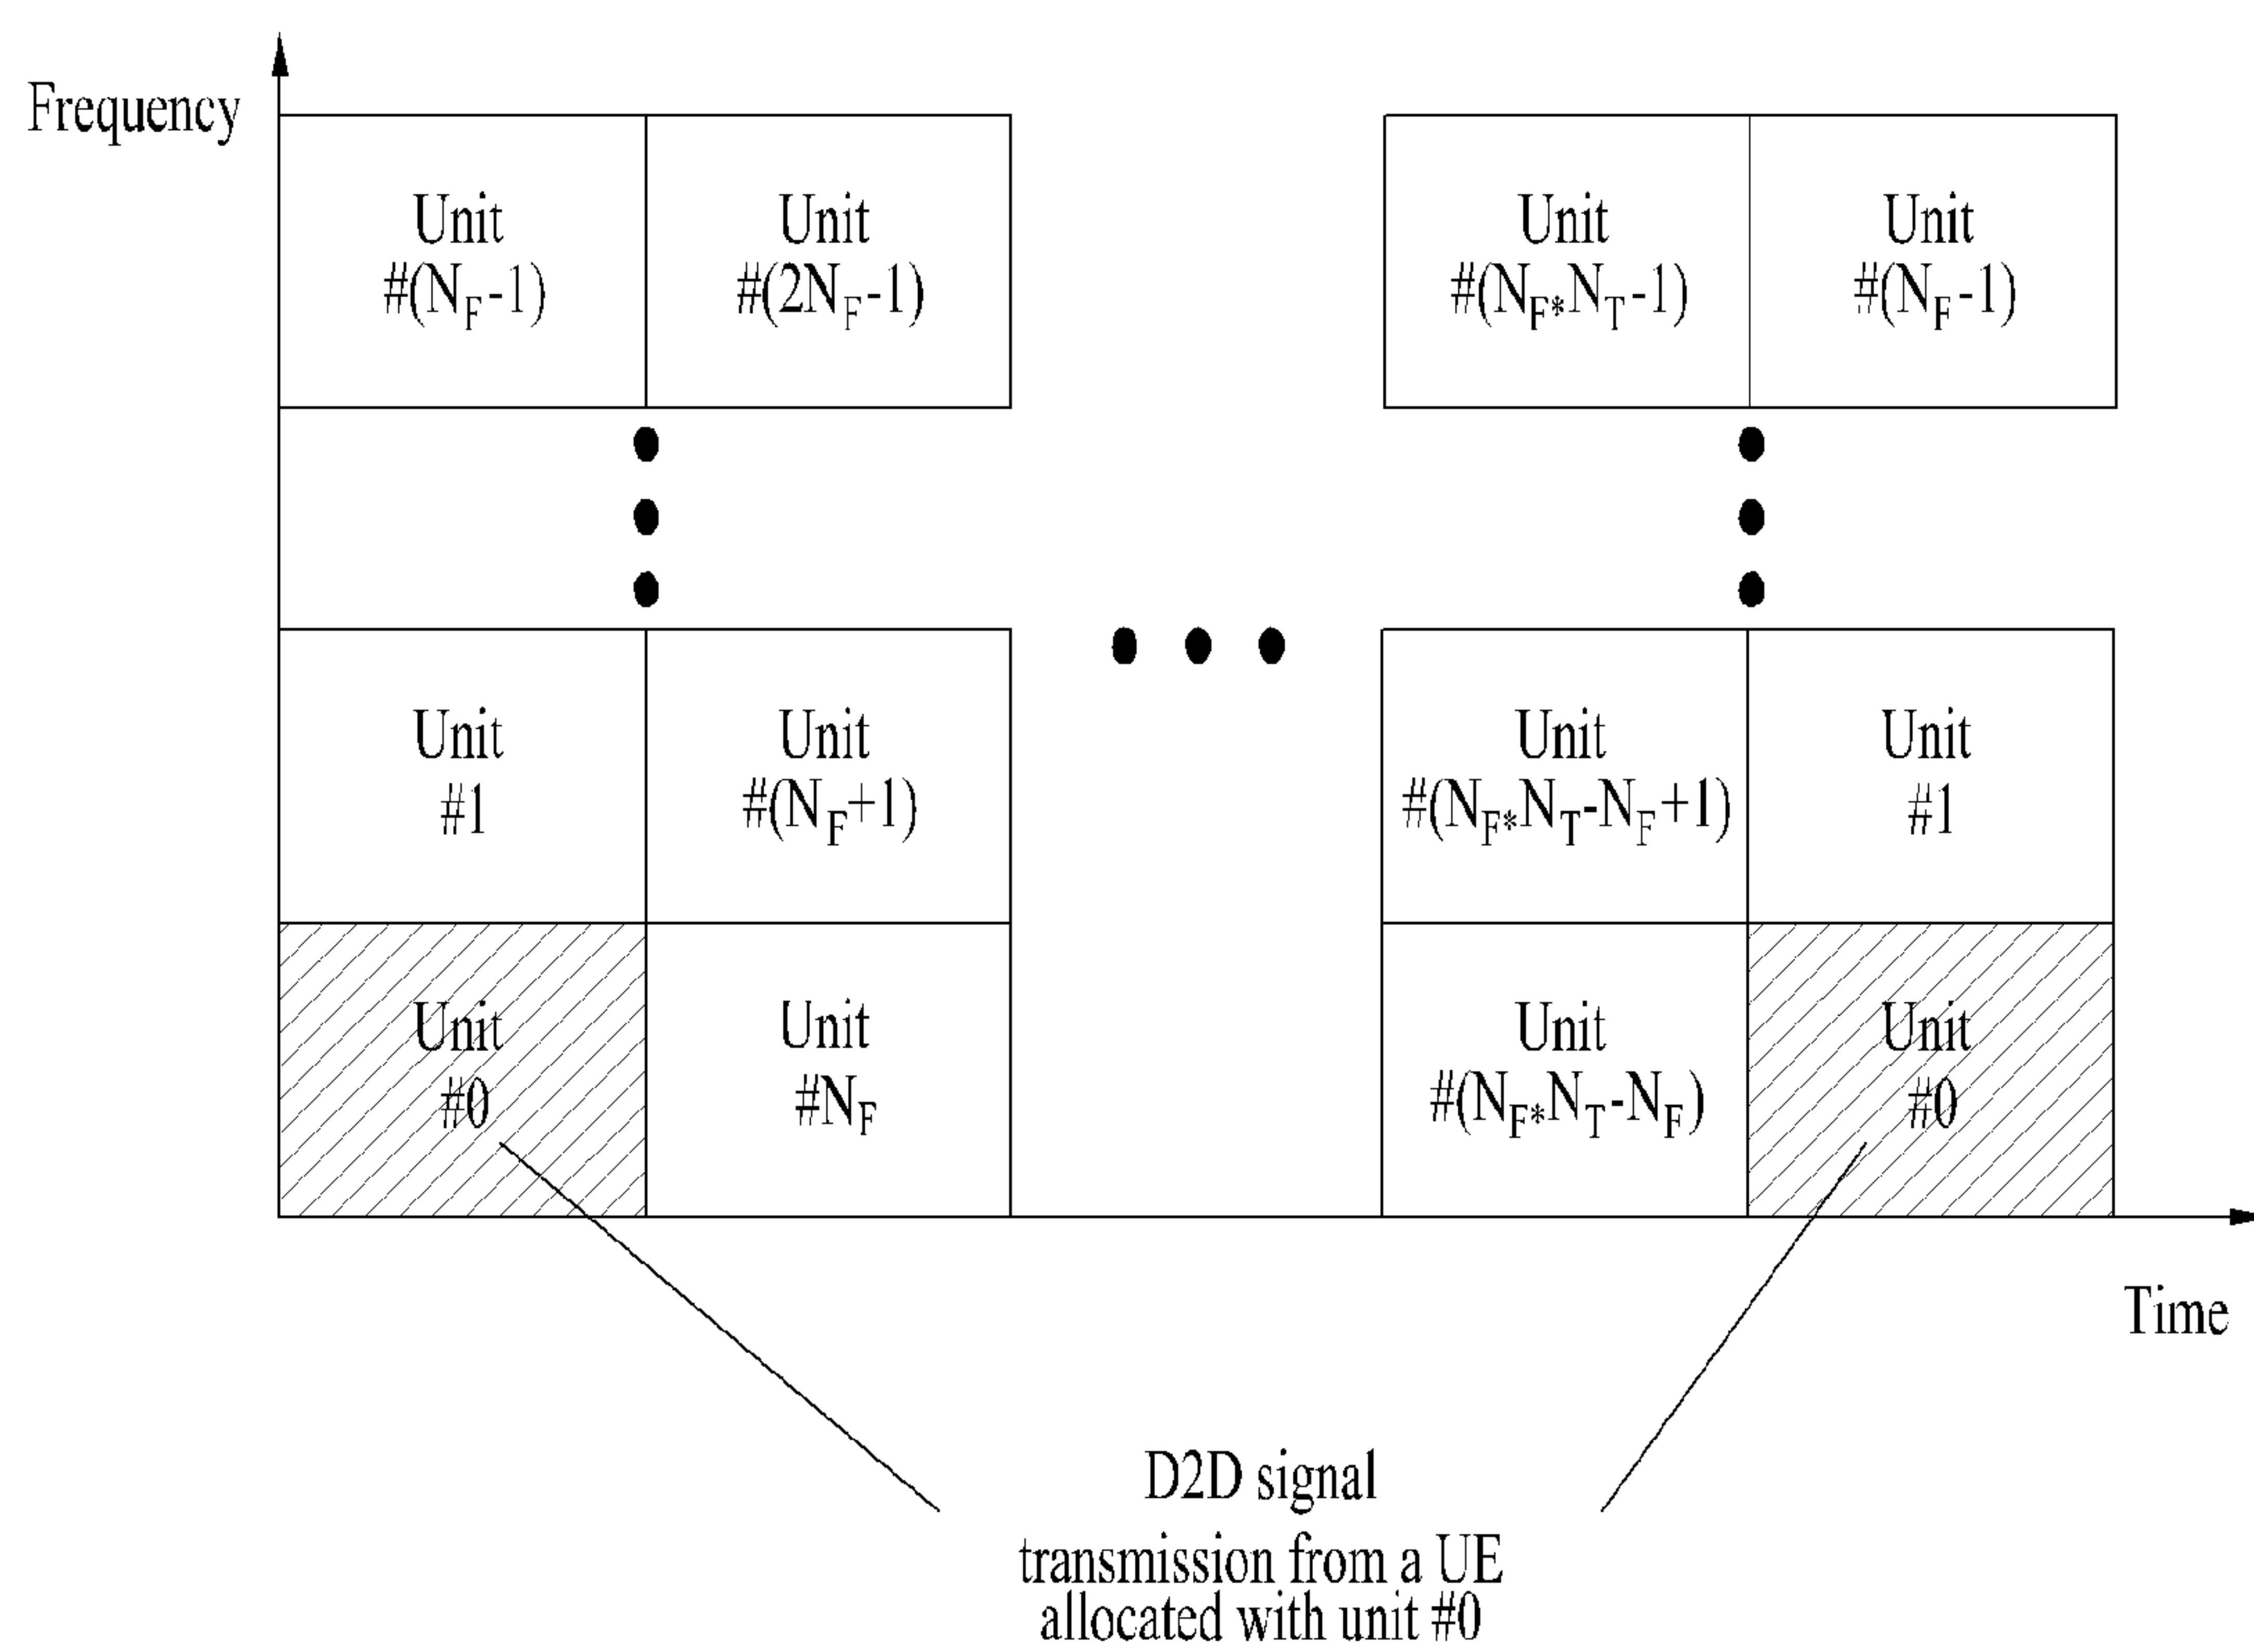 Frequency
Unit
#(N_F-1)
Unit
#(2N_F-1)
Unit
#(N_F*N_T-1)
Unit
#(N_F-1)
Unit
#1
Unit
#(N_F+1)
Unit
#(N_F*N_T-N_F+1)
Unit
#1
Unit
#0
Unit
#N_F
Unit
#(N_F*N_T-N_F)
Unit
#0
Time
D2D signal
transmission from a UE
allocated with unit #0